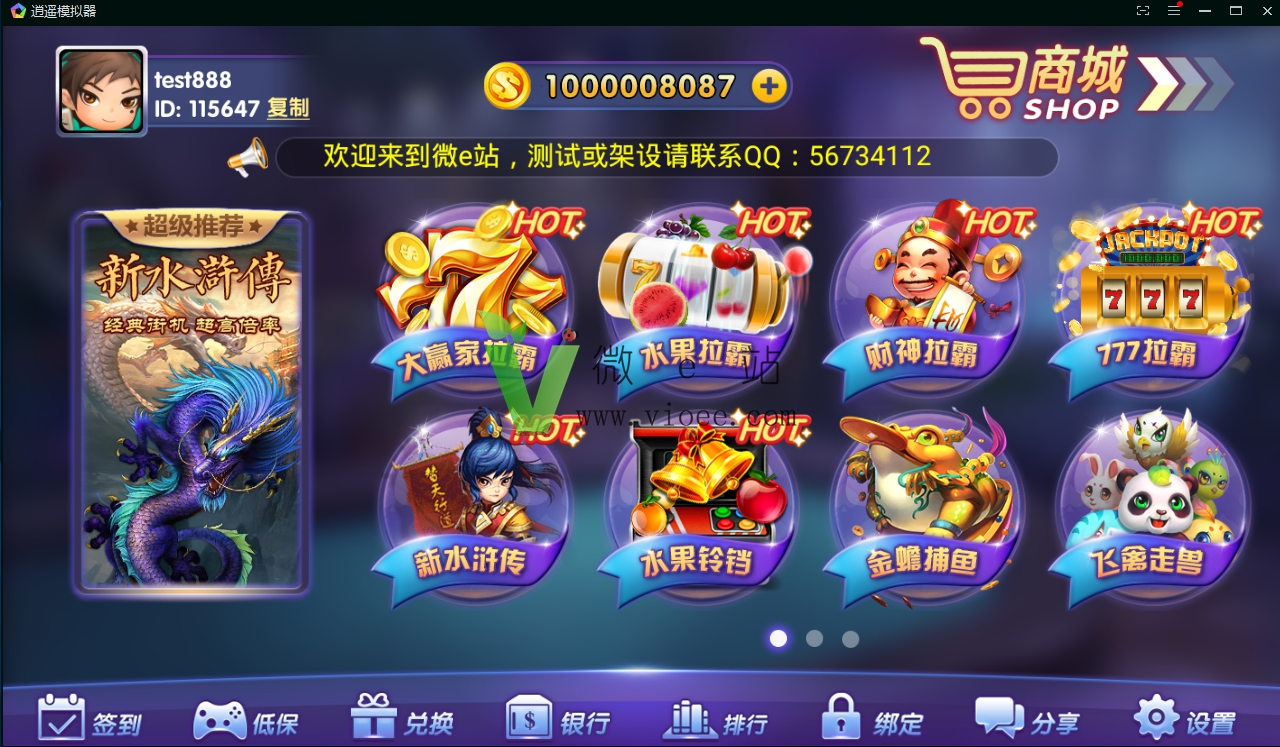 逍遥模拟器
test888
ID: 115647 复制
1000008087
商城
SHOP
欢迎来到微e站，测试或架设请联系QQ：56734112
超级推荐
新水滸傳
经典街机 超高倍率
HOT
大赢家拉霸
HOT
水果拉霸
HOT
财神拉霸
HOT
JACKPOT
777
777拉霸
微e站
www.vioee.com
HOT
替天行道
新水浒传
HOT
水果铃铛
金蟾捕鱼
飞禽走兽
签到
低保
兑换
银行
排行
绑定
分享
设置